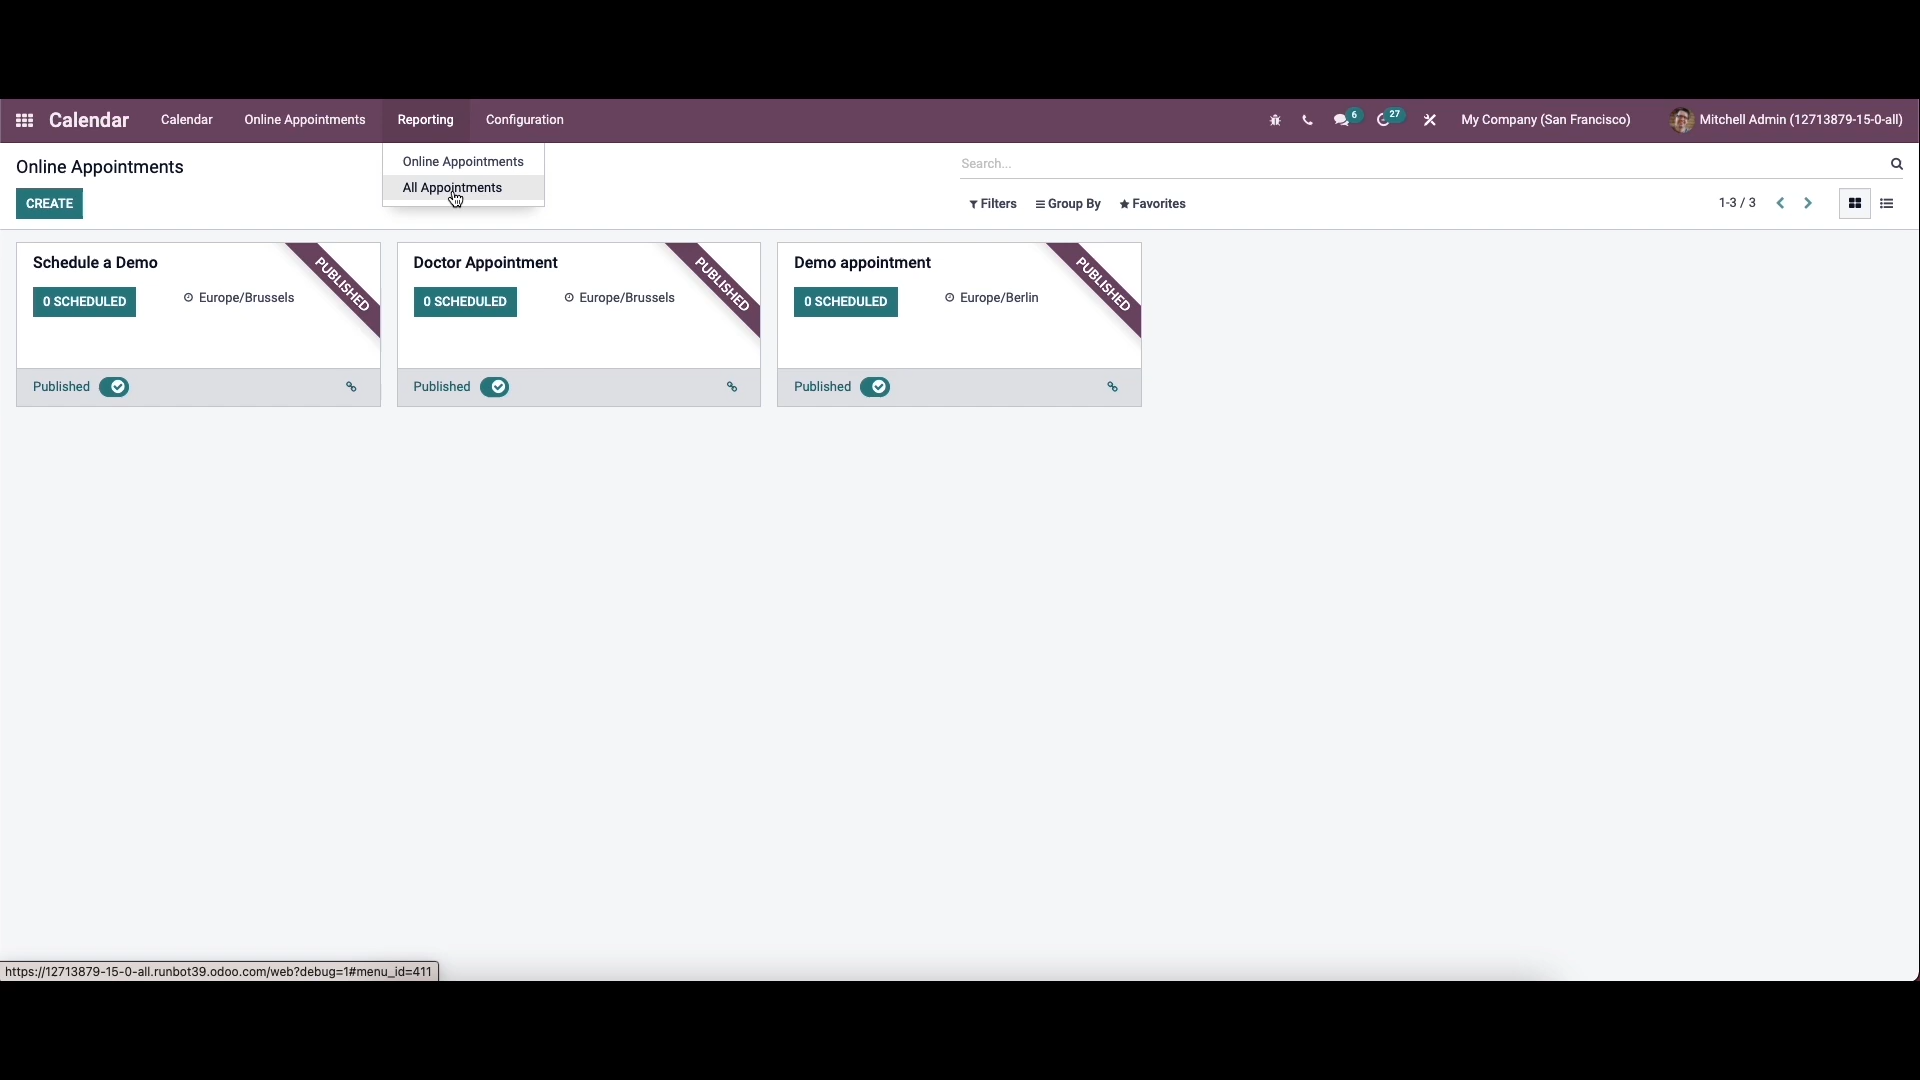 Calendar
Calendar
Online Appointments
Reporting
Configuration
6
27
My Company (San Francisco)
Mitchell Admin (12713879-15-0-all)
Online Appointments
Search...
Online Appointments
All Appointments
CREATE
Filters
Group By
Favorites
1-3 / 3
Schedule a Demo
PUBLISHED
0 SCHEDULED
Europe/Brussels
Published
Doctor Appointment
PUBLISHED
0 SCHEDULED
Europe/Brussels
Published
Demo appointment
PUBLISHED
0 SCHEDULED
Europe/Berlin
Published
https://12713879-15-0-all.runbot39.odoo.com/web?debug=1#menu_id=411